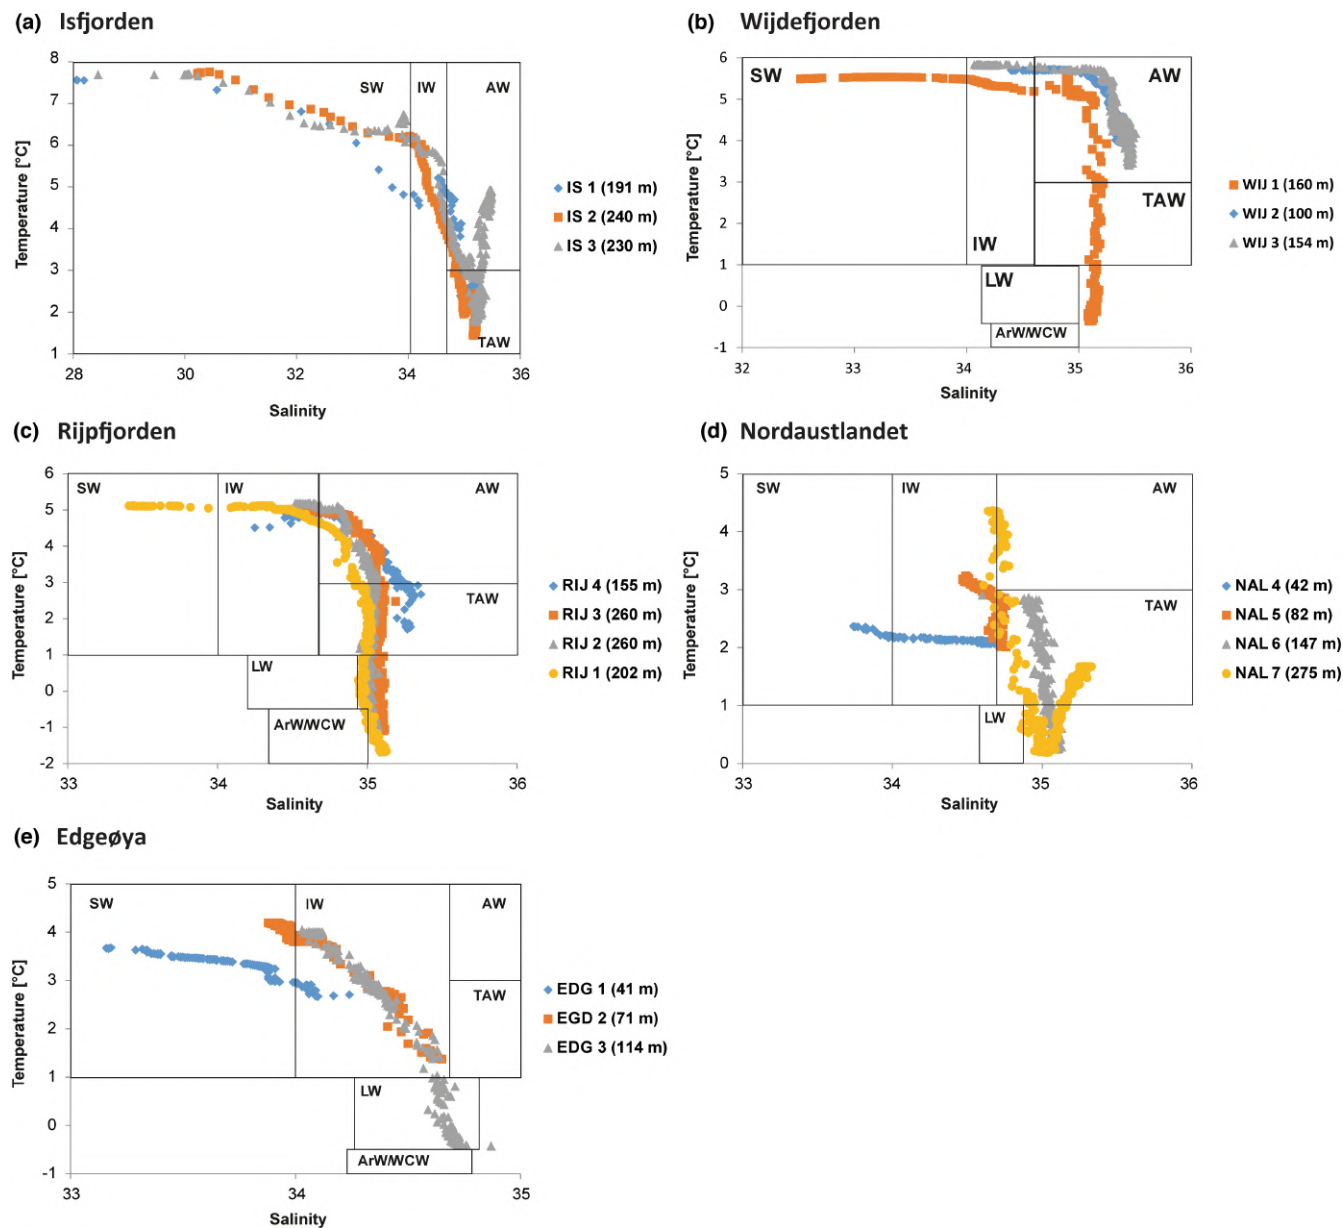 (a) Isfjorden
8
7
6
5
4
3
2
1
Temperature [°C]
SW
IW
AW
TAW
28
30
32
34
36
Salinity
IS 1 (191 m)
IS 2 (240 m)
IS 3 (230 m)
(b) Wijdefjorden
6
5
4
3
2
1
0
-1
Temperature [°C]
SW
AW
TAW
IW
LW
ArW/WCW
32
33
34
35
36
Salinity
WIJ 1 (160 m)
WIJ 2 (100 m)
WIJ 3 (154 m)
(c) Rijpfjorden
6
5
4
3
2
1
0
-1
-2
Temperature [°C]
SW
IW
AW
TAW
LW
ArW/WCW
33
34
35
36
Salinity
RIJ 4 (155 m)
RIJ 3 (260 m)
RIJ 2 (260 m)
RIJ 1 (202 m)
(d) Nordaustlandet
5
4
3
2
1
0
Temperature [°C]
SW
IW
AW
TAW
LW
33
34
35
36
Salinity
NAL 4 (42 m)
NAL 5 (82 m)
NAL 6 (147 m)
NAL 7 (275 m)
(e) Edgeøya
5
4
3
2
1
0
-1
Temperature [°C]
SW
IW
AW
TAW
LW
ArW/WCW
33
34
35
Salinity
EDG 1 (41 m)
EGD 2 (71 m)
EDG 3 (114 m)